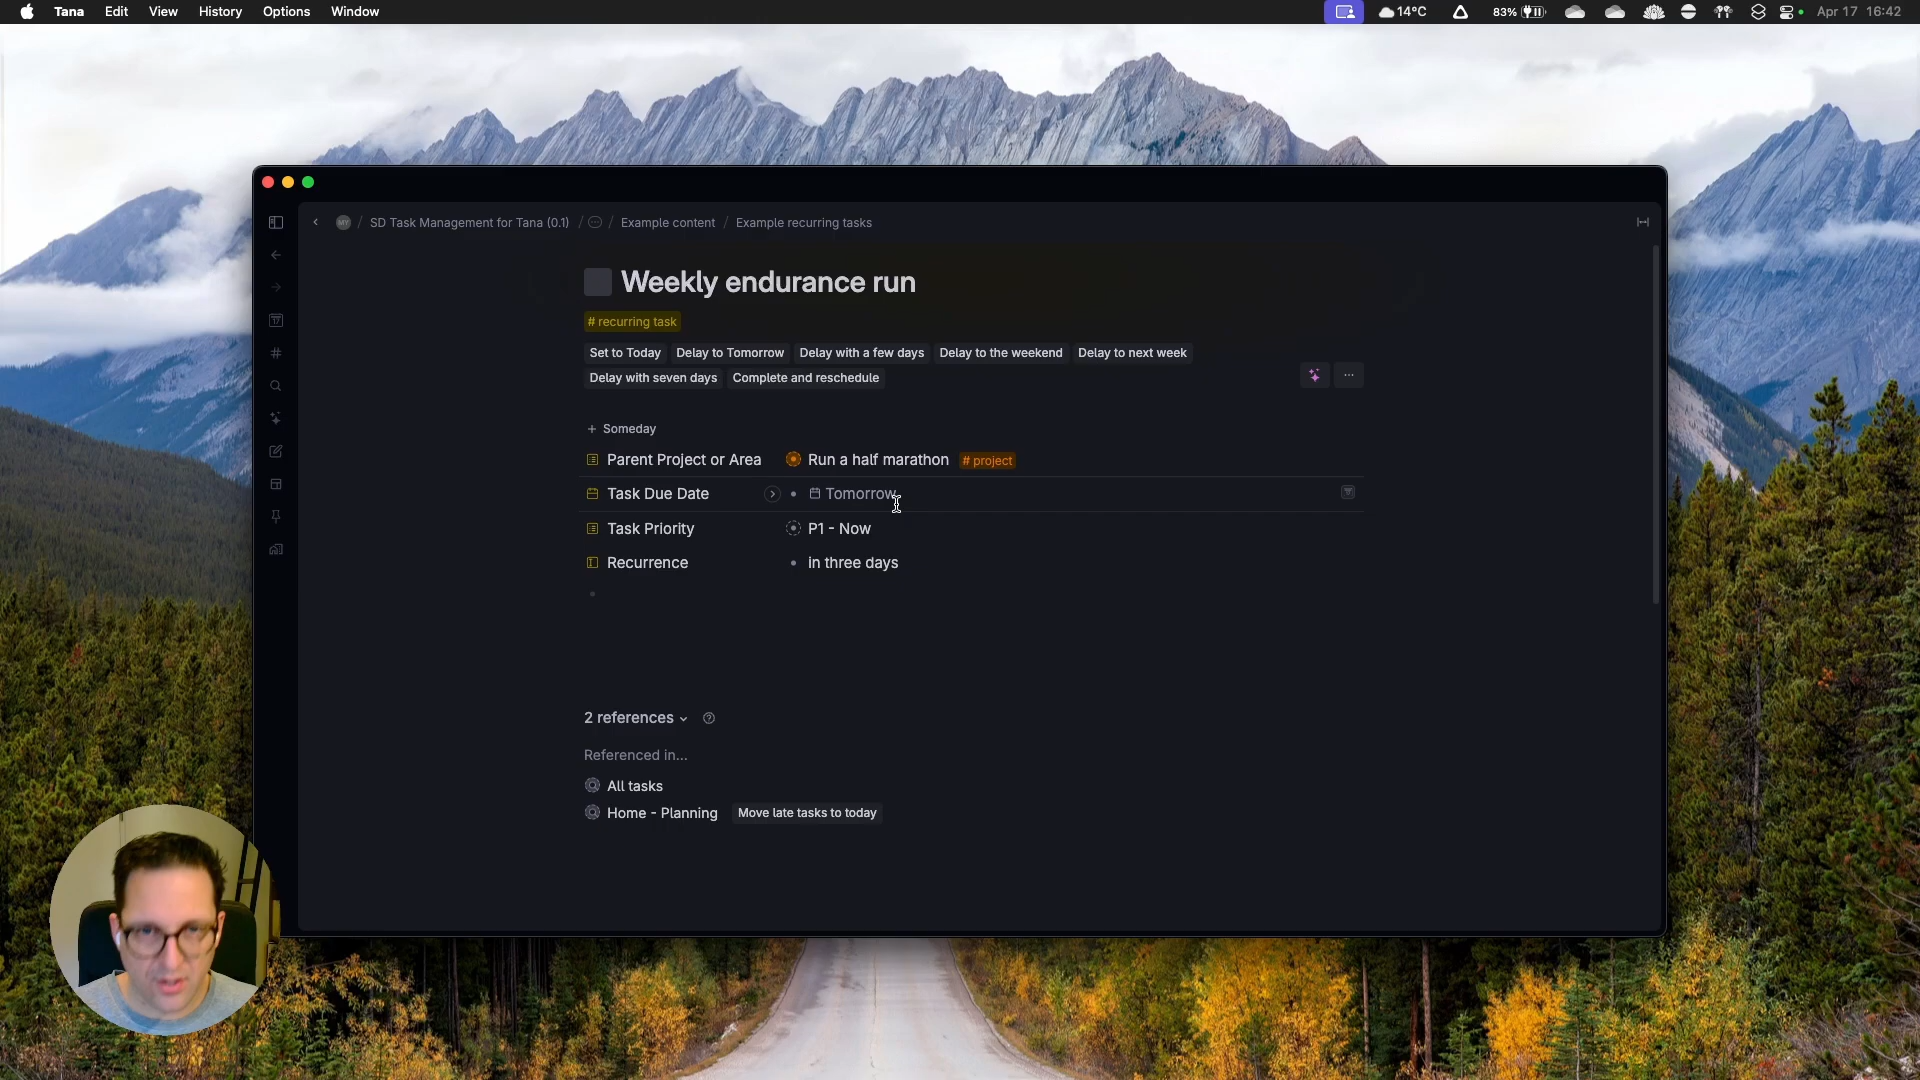 Tana Edit View History Options Window 14°C 83% Apr 17 16:42
SD Task Management for Tana (0.1) / / Example content / Example recurring tasks
Weekly endurance run
# recurring task
Set to Today Delay to Tomorrow Delay with a few days Delay to the weekend Delay to next week
Delay with seven days Complete and reschedule
+ Someday
Parent Project or Area Run a half marathon # project
Task Due Date Tomorrow
Task Priority P1 - Now
Recurrence in three days
2 references
Referenced in...
All tasks
Home - Planning Move late tasks to today